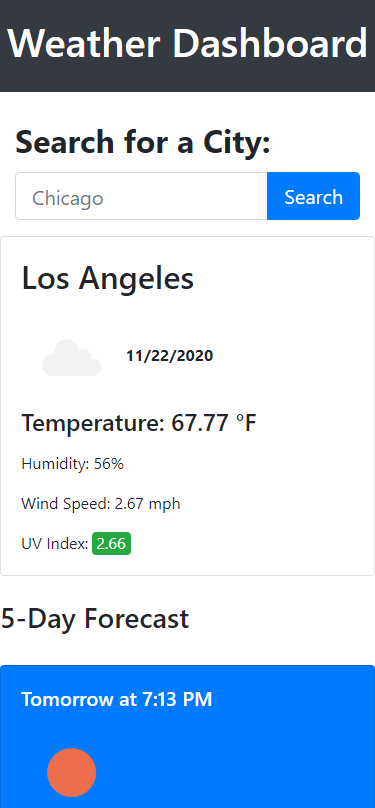 Weather Dashboard
Search for a City:
Chicago
Search
Los Angeles
11/22/2020
Temperature: 67.77 °F
Humidity: 56%
Wind Speed: 2.67 mph
UV Index: 2.66
5-Day Forecast
Tomorrow at 7:13 PM